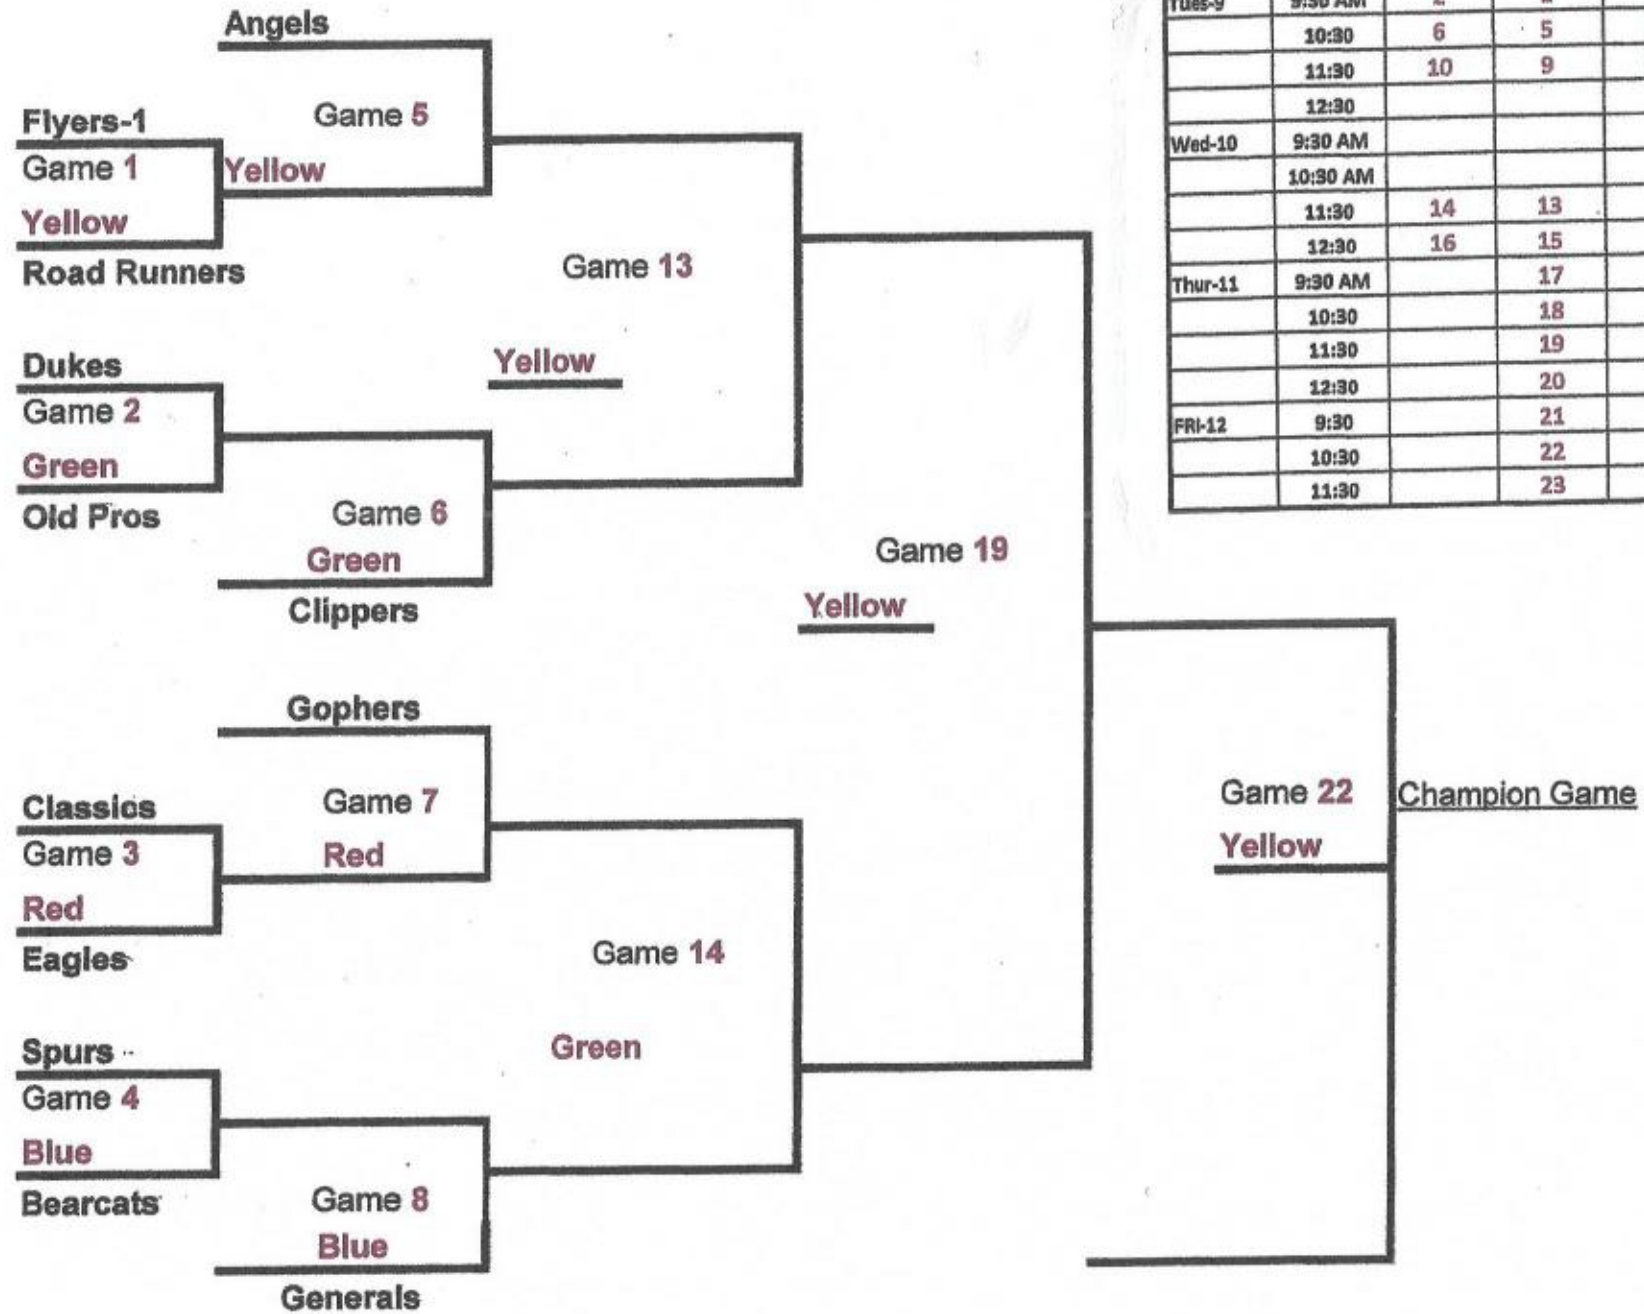 Angels
Game 5
Flyers-1
Game 1
Yellow
Yellow
Road Runners
Game 13
Yellow
Dukes
Game 2
Green
Old Pros
Game 6
Green
Clippers
Game 19
Yellow
Gophers
Game 7
Red
Classics
Game 3
Red
Eagles
Game 14
Green
Spurs
Game 4
Blue
Bearcats
Game 8
Blue
Generals
Game 22
Yellow
Champion Game
Tues-9 9:30 AM
10:30 6 5
11:30 10 9
12:30
Wed-10 9:30 AM
10:30 AM
11:30 14 13
12:30 16 15
Thur-11 9:30 AM 17
10:30 18
11:30 19
12:30 20
FRI-12 9:30 21
10:30 22
11:30 23